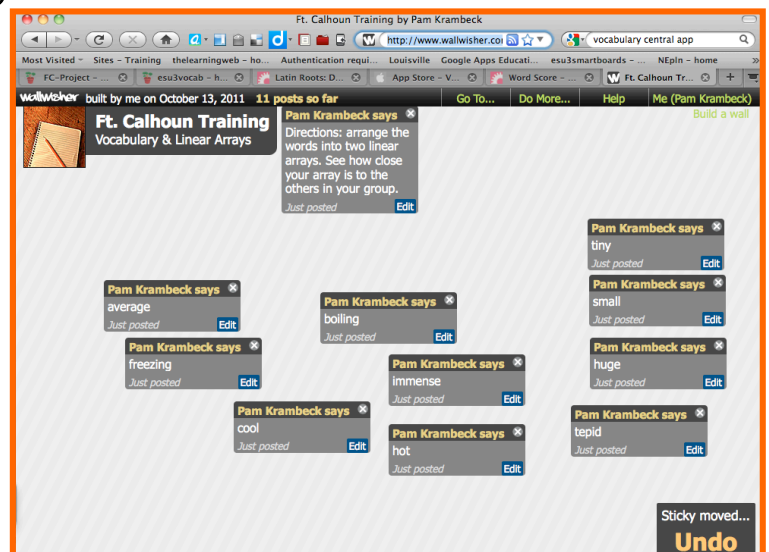 Ft. Calhoun Training by Pam Krambeck
http://www.wallwisher.co
vocabulary central app
Most Visited Sites - Training thelearningweb - ho... Authentication requi... Louisville Google Apps Educati... esu3smartboards - ... NEpln - home »
FC-Project - ... esu3vocab - h... Latin Roots: D... App Store - V... Word Score - ... Ft. Calhoun Tr...
wallwisher built by me on October 13, 2011 11 posts so far Go To... Do More... Help Me (Pam Krambeck)
Build a wall
Ft. Calhoun Training
Vocabulary & Linear Arrays
Pam Krambeck says
Directions: arrange the
words into two linear
arrays. See how close
your array is to the
others in your group.
Just posted Edit
Pam Krambeck says
tiny
Just posted Edit
Pam Krambeck says
small
Just posted Edit
Pam Krambeck says
average
Just posted Edit
Pam Krambeck says
boiling
Just posted Edit
Pam Krambeck says
freezing
Just posted Edit
Pam Krambeck says
huge
Just posted Edit
Pam Krambeck says
immense
Just posted Edit
Pam Krambeck says
cool
Just posted Edit
Pam Krambeck says
tepid
Just posted Edit
Pam Krambeck says
hot
Just posted Edit
Sticky moved...
Undo